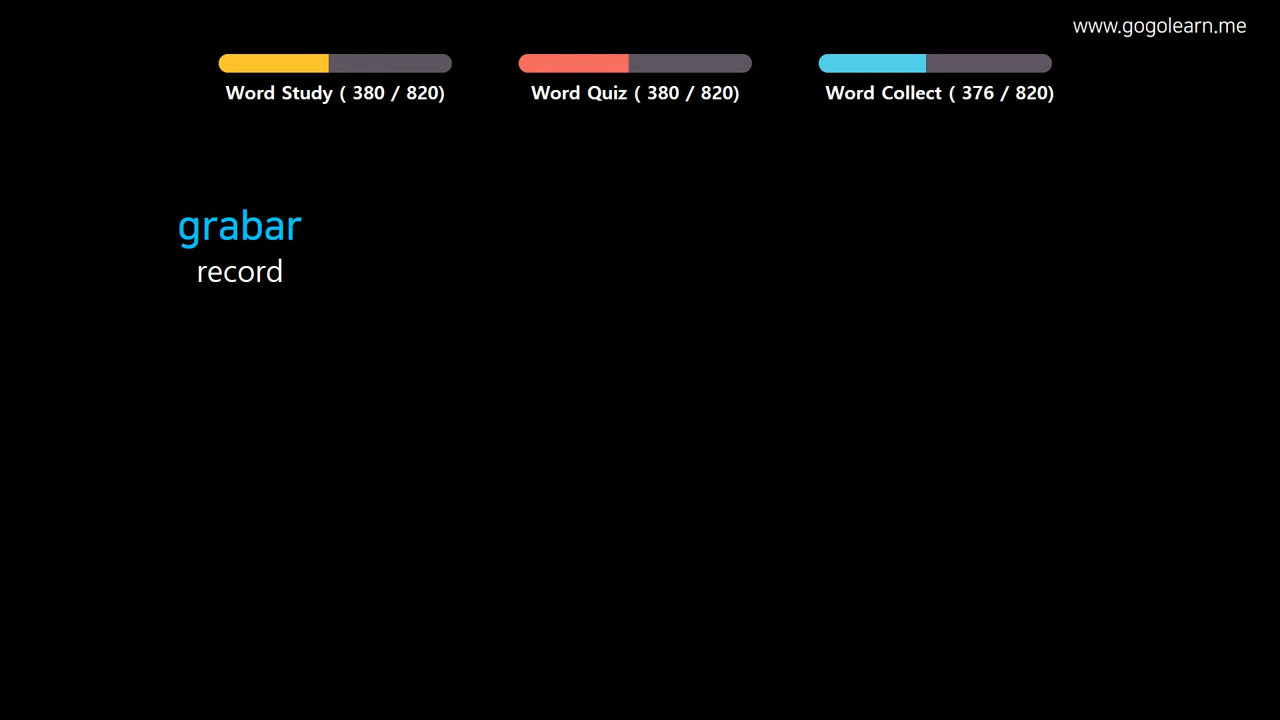 www.gogolearn.me
Word Study ( 380 / 820)
Word Quiz ( 380 / 820)
Word Collect ( 376 / 820)
grabar
record